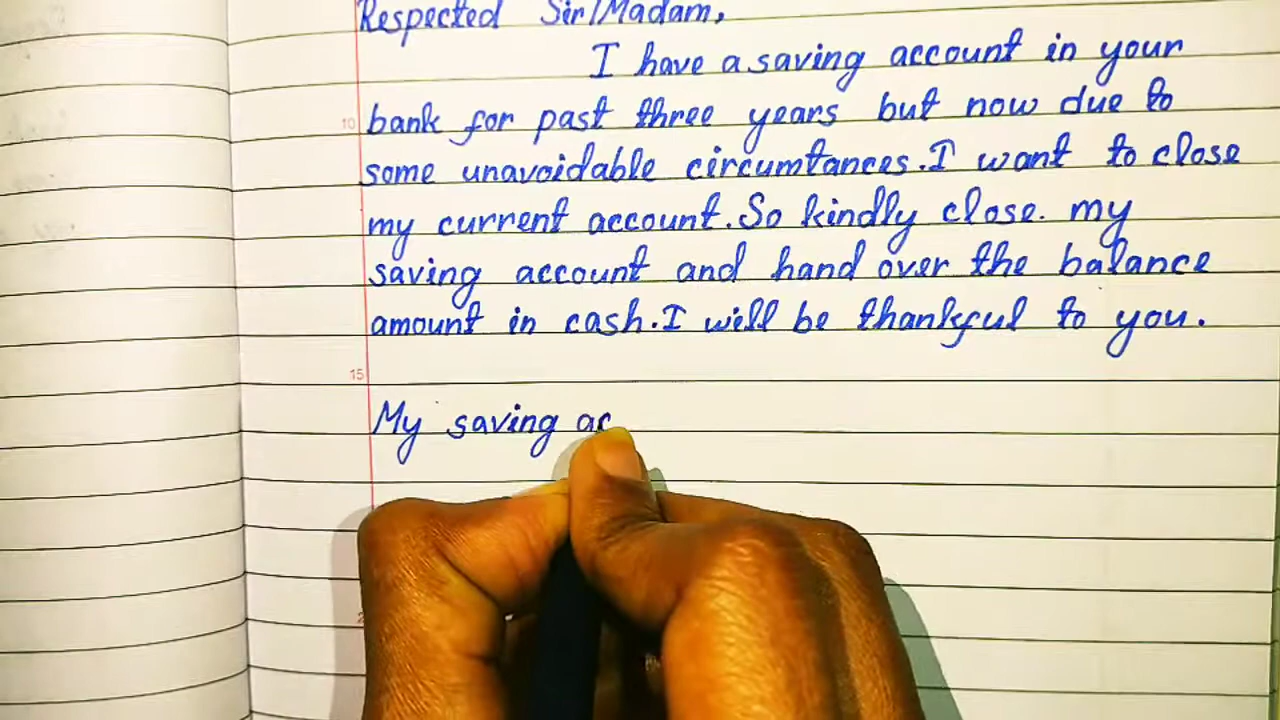 Respected Sir/Madam,
I have a saving account in your
10
bank for past three years but now due to
some unavoidable circumtances.I want to close
my current account.So kindly close. my
saving account and hand over the balance
amount in cash.I will be thankful to you.
15
My saving ac